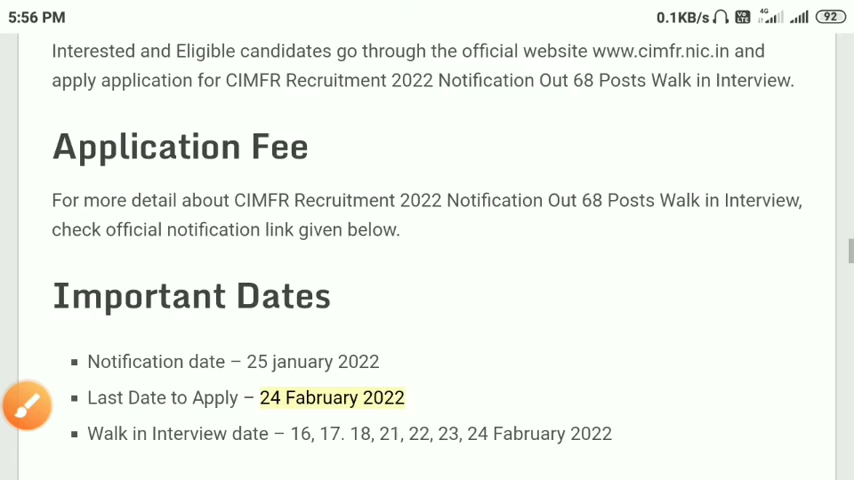 5:56 PM 0.1KB/s Vo LTE 4G 92
Interested and Eligible candidates go through the official website www.cimfr.nic.in and
apply application for CIMFR Recruitment 2022 Notification Out 68 Posts Walk in Interview.
Application Fee
For more detail about CIMFR Recruitment 2022 Notification Out 68 Posts Walk in Interview,
check official notification link given below.
Important Dates
▪ Notification date – 25 january 2022
▪ Last Date to Apply – 24 Fabruary 2022
▪ Walk in Interview date – 16, 17. 18, 21, 22, 23, 24 Fabruary 2022